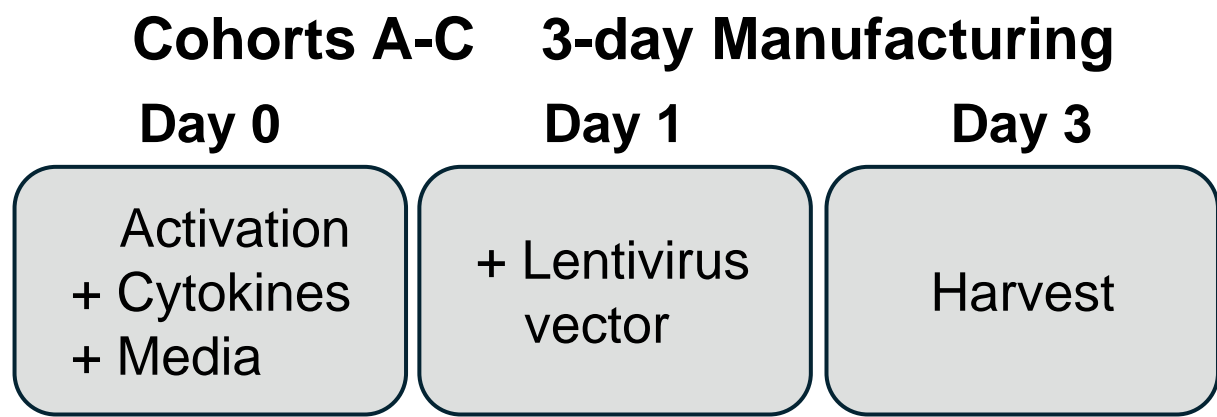 Cohorts A-C 3-day Manufacturing
Day 0
Activation
+ Cytokines
+ Media
Day 1
+ Lentivirus
vector
Day 3
Harvest